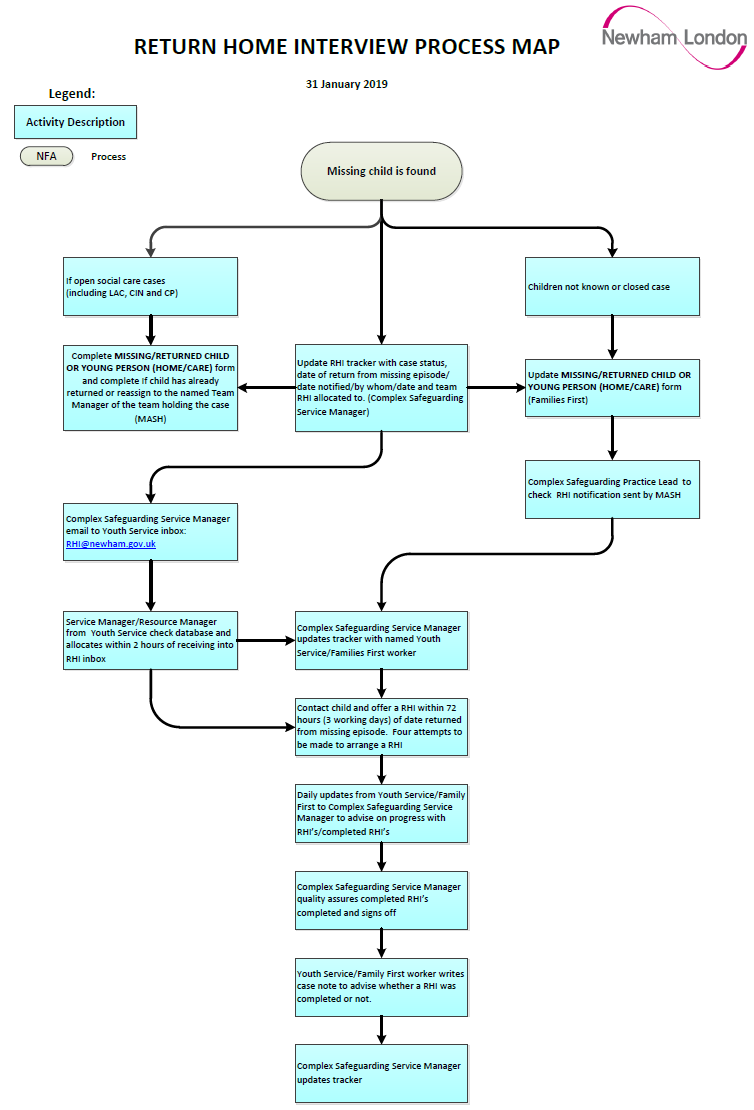 Newham London
RETURN HOME INTERVIEW PROCESS MAP
31 January 2019
Legend:
Activity Description
NFA
Process
Missing child is found
If open social care cases
(including LAC, CIN and CP)
Children not known or closed case
Complete MISSING/RETURNED CHILD
OR YOUNG PERSON (HOME/CARE) form
and complete If child has already
returned or reassign to the named Team
Manager of the team holding the case
(MASH)
Update RHI tracker with case status,
date of return from missing episode/
date notified/by whom/date and team
RHI allocated to. (Complex Safeguarding
Service Manager)
Update MISSING/RETURNED CHILD OR
YOUNG PERSON (HOME/CARE) form
(Families First)
Complex Safeguarding Practice Lead to
check RHI notification sent by MASH
Complex Safeguarding Service Manager
email to Youth Service inbox:
RHI@newham.gov.uk
Service Manager/Resource Manager
from Youth Service check database and
allocates within 2 hours of receiving into
RHI inbox
Complex Safeguarding Service Manager
updates tracker with named Youth
Service/Families First worker
Contact child and offer a RHI within 72
hours (3 working days) of date returned
from missing episode. Four attempts to
be made to arrange a RHI
Daily updates from Youth Service/Family
First to Complex Safeguarding Service
Manager to advise on progress with
RHI's/completed RHI's
Complex Safeguarding Service Manager
quality assures completed RHI's
completed and signs off
Youth Service/Family First worker writes
case note to advise whether a RHI was
completed or not.
Complex Safeguarding Service Manager
updates tracker